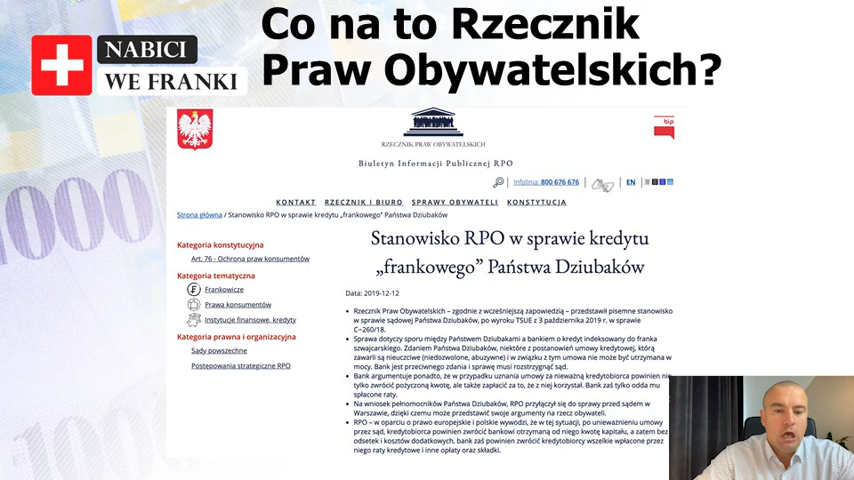 Co na to Rzecznik
Praw Obywatelskich?
NABICI
WE FRANKI
1000
RZECZNIK PRAW OBYWATELSKICH
bip
Biuletyn Informacji Publicznej RPO
Infolinia: 800 676 676
EN
KONTAKT RZECZNIK I BIURO SPRAWY OBYWATELI KONSTYTUCJA
Strona główna / Stanowisko RPO w sprawie kredytu „frankowego” Państwa Dziubaków
Kategoria konstytucyjna
Art. 76 - Ochrona praw konsumentów
Kategoria tematyczna
Frankowicze
Prawa konsumentów
Instytucje finansowe, kredyty
Kategoria prawna i organizacyjna
Sądy powszechne
Postępowania strategiczne RPO
Stanowisko RPO w sprawie kredytu
„frankowego” Państwa Dziubaków
Data: 2019-12-12
• Rzecznik Praw Obywatelskich – zgodnie z wcześniejszą zapowiedzią – przedstawił pisemne stanowisko
w sprawie sądowej Państwa Dziubaków, po wyroku TSUE z 3 października 2019 r. w sprawie
C–260/18.
• Sprawa dotyczy sporu między Państwem Dziubakami a bankiem o kredyt indeksowany do franka
szwajcarskiego. Zdaniem Państwa Dziubaków, niektóre z postanowień umowy kredytowej, którą
zawarli są nieuczciwe (niedozwolone, abuzywne) i w związku z tym umowa nie może być utrzymana w
mocy. Bank jest przeciwnego zdania i sprawę musi rozstrzygnąć sąd.
• Bank argumentuje ponadto, że w przypadku uznania umowy za nieważną kredytobiorca powinien nie
tylko zwrócić pożyczoną kwotę, ale także zapłacić za to, że z niej korzystał. Bank zaś tylko odda mu
spłacone raty.
• Na wniosek pełnomocników Państwa Dziubaków, RPO przyłączył się do sprawy przed sądem w
Warszawie, dzięki czemu może przedstawić swoje argumenty na rzecz obywateli.
• RPO – w oparciu o prawo europejskie i polskie wywodzi, że w tej sytuacji, po unieważnieniu umowy
przez sąd, kredytobiorca powinien zwrócić bankowi otrzymaną od niego kwotę kapitału, a zatem bez
odsetek i kosztów dodatkowych, bank zaś powinien zwrócić kredytobiorcy wszelkie wpłacone przez
niego raty kredytowe i inne opłaty oraz składki.